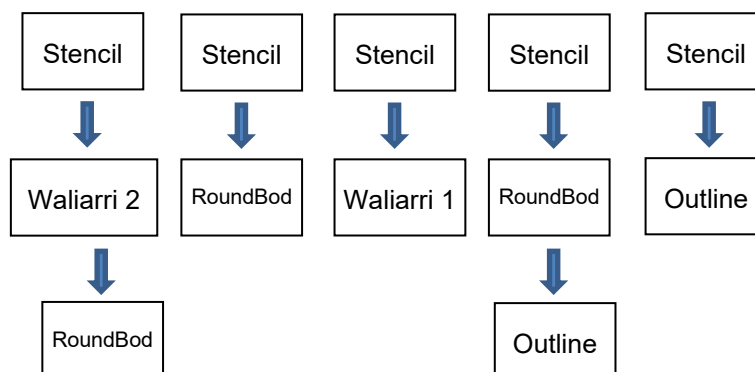 Stencil
Stencil
Stencil
Stencil
Stencil
Waliarri 2
RoundBod
Waliarri 1
RoundBod
Outline
RoundBod
Outline